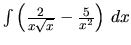 ∫ ( 2/(x√x) − 5/x² ) dx